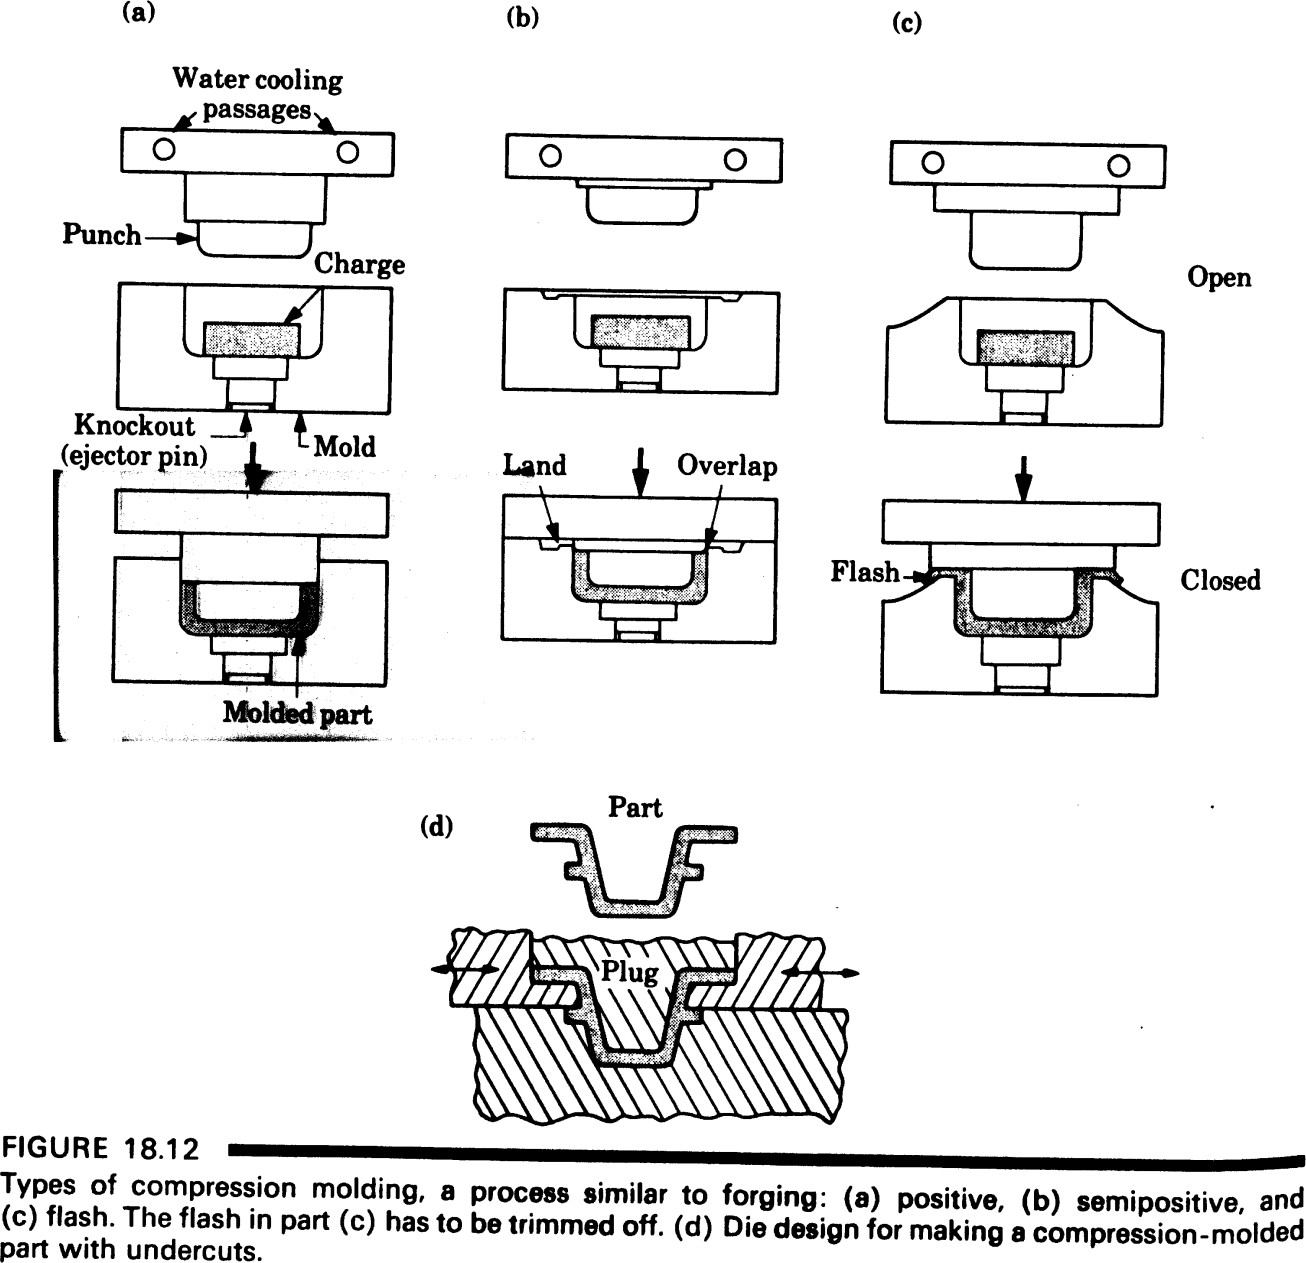 (a)
(b)
(c)
Water cooling
passages
Punch
Charge
Open
Knockout
(ejector pin)
Mold
Land
Overlap
Flash
Closed
Molded part
(d)
Part
Plug
FIGURE 18.12
Types of compression molding, a process similar to forging: (a) positive, (b) semipositive, and
(c) flash. The flash in part (c) has to be trimmed off. (d) Die design for making a compression-molded
part with undercuts.